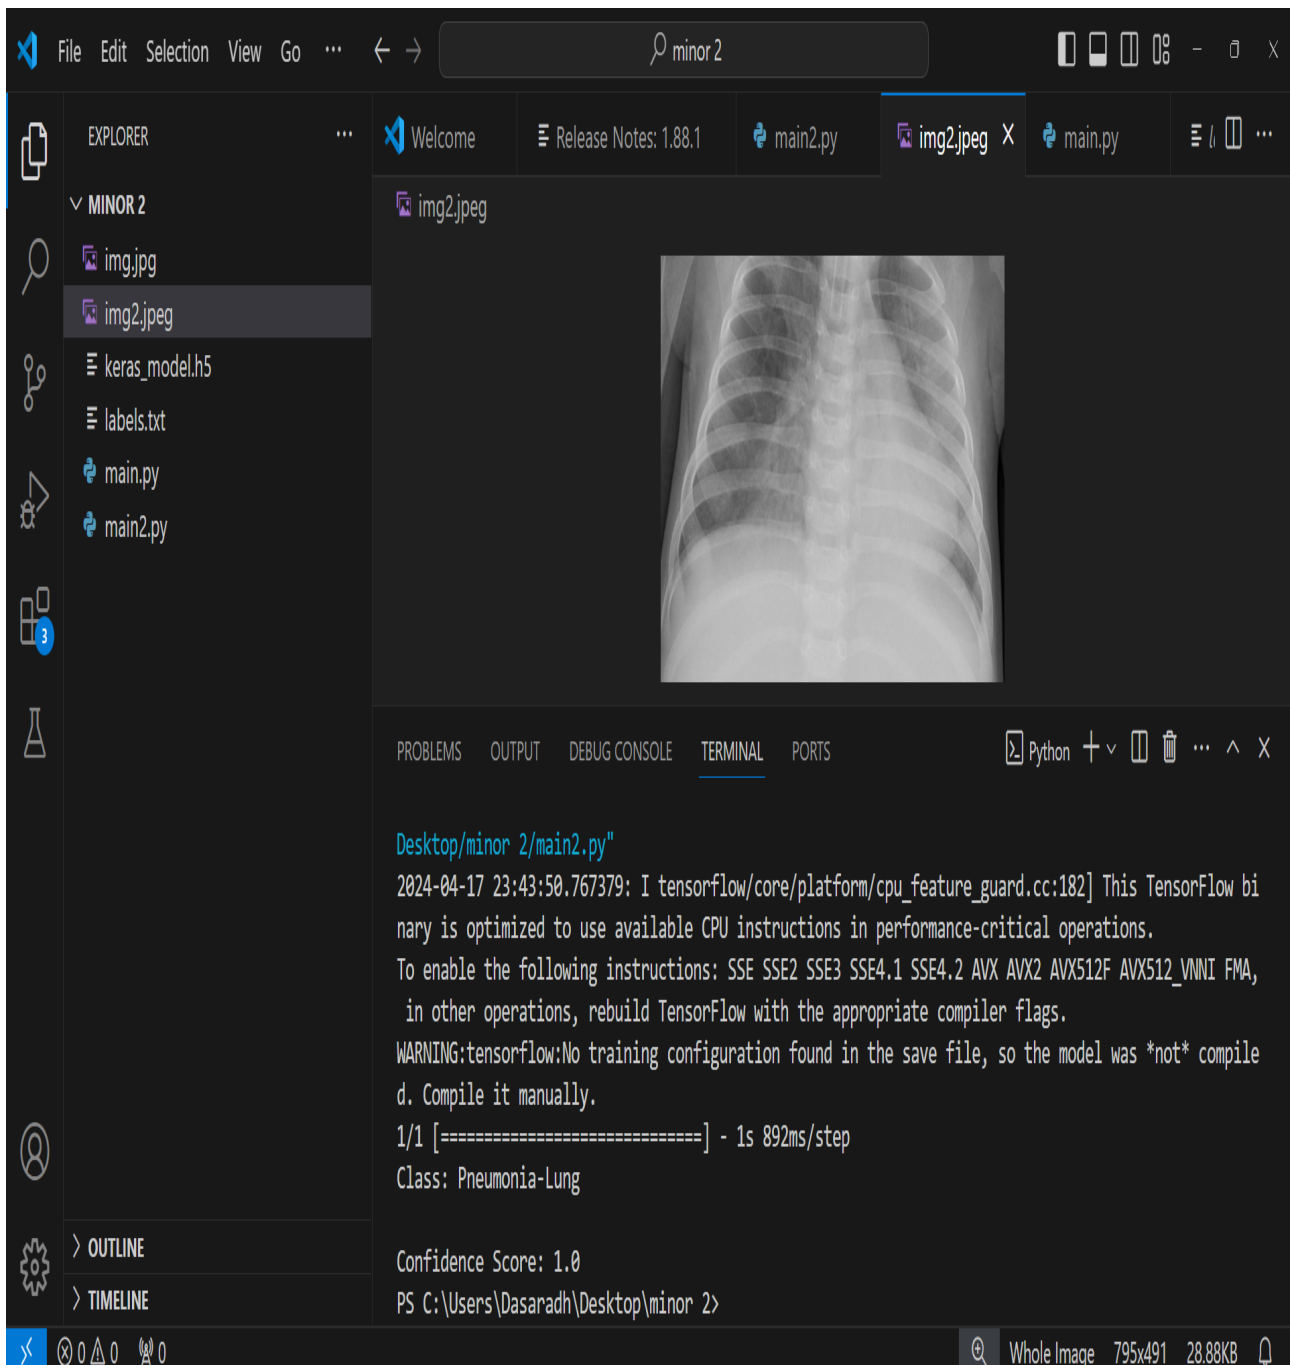 File Edit Selection View Go ··· ← → minor 2
EXPLORER ···
Welcome Release Notes: 1.88.1 main2.py img2.jpeg X main.py ···
MINOR 2
img2.jpeg
img.jpg
img2.jpeg
keras_model.h5
labels.txt
main.py
main2.py
3
PROBLEMS OUTPUT DEBUG CONSOLE TERMINAL PORTS Python
Desktop/minor 2/main2.py"
2024-04-17 23:43:50.767379: I tensorflow/core/platform/cpu_feature_guard.cc:182] This TensorFlow bi
nary is optimized to use available CPU instructions in performance-critical operations.
To enable the following instructions: SSE SSE2 SSE3 SSE4.1 SSE4.2 AVX AVX2 AVX512F AVX512_VNNI FMA,
 in other operations, rebuild TensorFlow with the appropriate compiler flags.
WARNING:tensorflow:No training configuration found in the save file, so the model was *not* compile
d. Compile it manually.
1/1 [==============================] - 1s 892ms/step
Class: Pneumonia-Lung
Confidence Score: 1.0
PS C:\Users\Dasaradh\Desktop\minor 2>
OUTLINE
TIMELINE
0 0 0 Whole Image 795x491 28.88KB